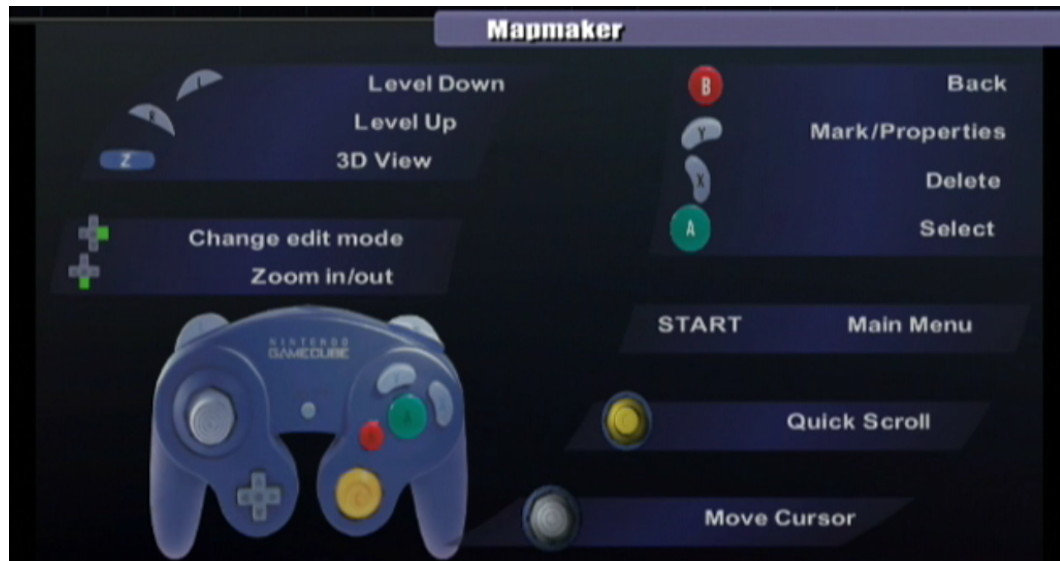 Mapmaker
L
Level Down
R
Level Up
Z
3D View
Change edit mode
Zoom in/out
B
Back
Y
Mark/Properties
X
Delete
A
Select
START
Main Menu
Quick Scroll
Move Cursor
NINTENDO
GAMECUBE
A